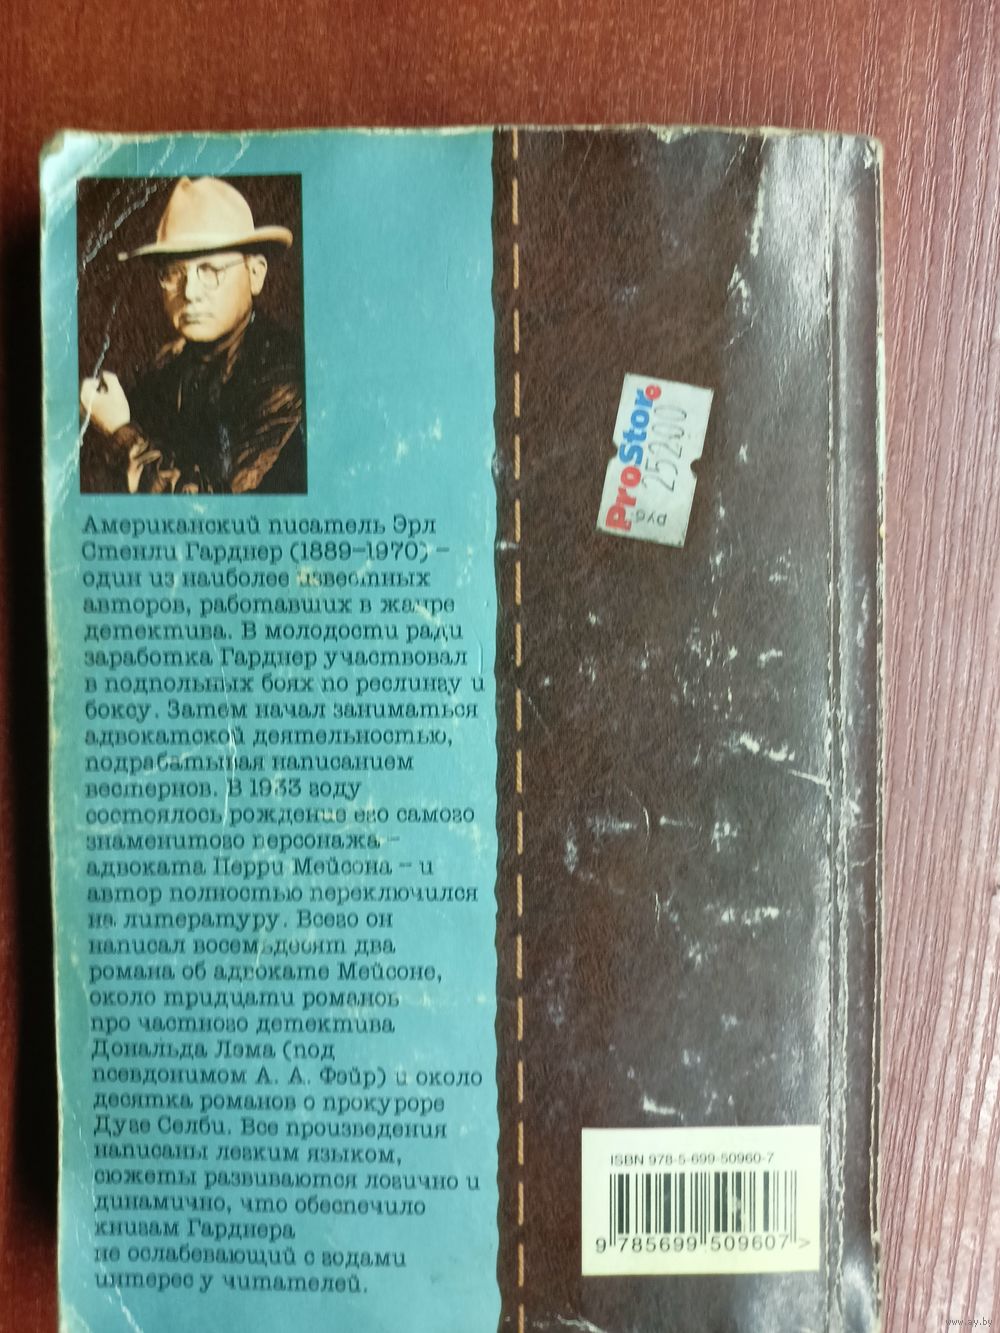 Американский писатель Эрл
Стенли Гарднер (1889–1970) –
один из наиболее известных
авторов, работавших в жанре
детектива. В молодости ради
заработка Гарднер участвовал
в подпольных боях по реслингу и
боксу. Затем начал заниматься
адвокатской деятельностью,
подрабатывая написанием
вестернов. В 1933 году
состоялось рождение его самого
знаменитого персонажа –
адвоката Перри Мейсона – и
автор полностью переключился
на литературу. Всего он
написал восемьдесят два
романа об адвокате Мейсоне,
около тридцати романов
про частного детектива
Дональда Лэма (под
псевдонимом А. А. Фэйр) и около
десятка романов о прокуроре
Дуге Селби. Все произведения
написаны легким языком,
сюжеты развиваются логично и
динамично, что обеспечило
книгам Гарднера
не ослабевающий с годами
интерес у читателей.
ProStore
25200
руб
ISBN 978-5-699-50960-7
9 785699 509607 >
www.ay.by